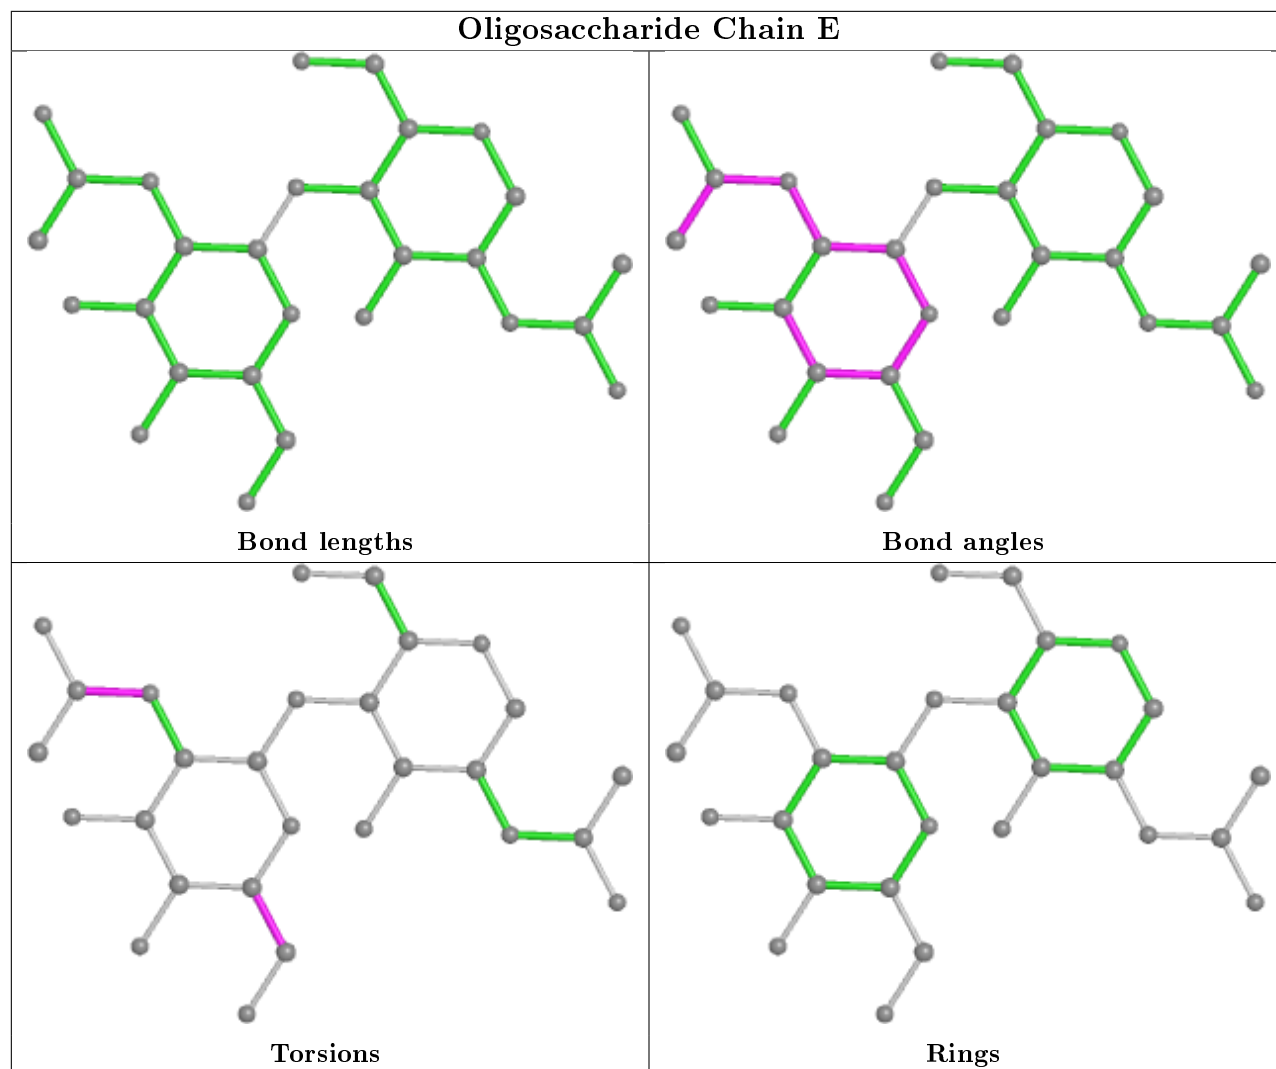 Oligosaccharide Chain E
Bond lengths
Bond angles
Torsions
Rings